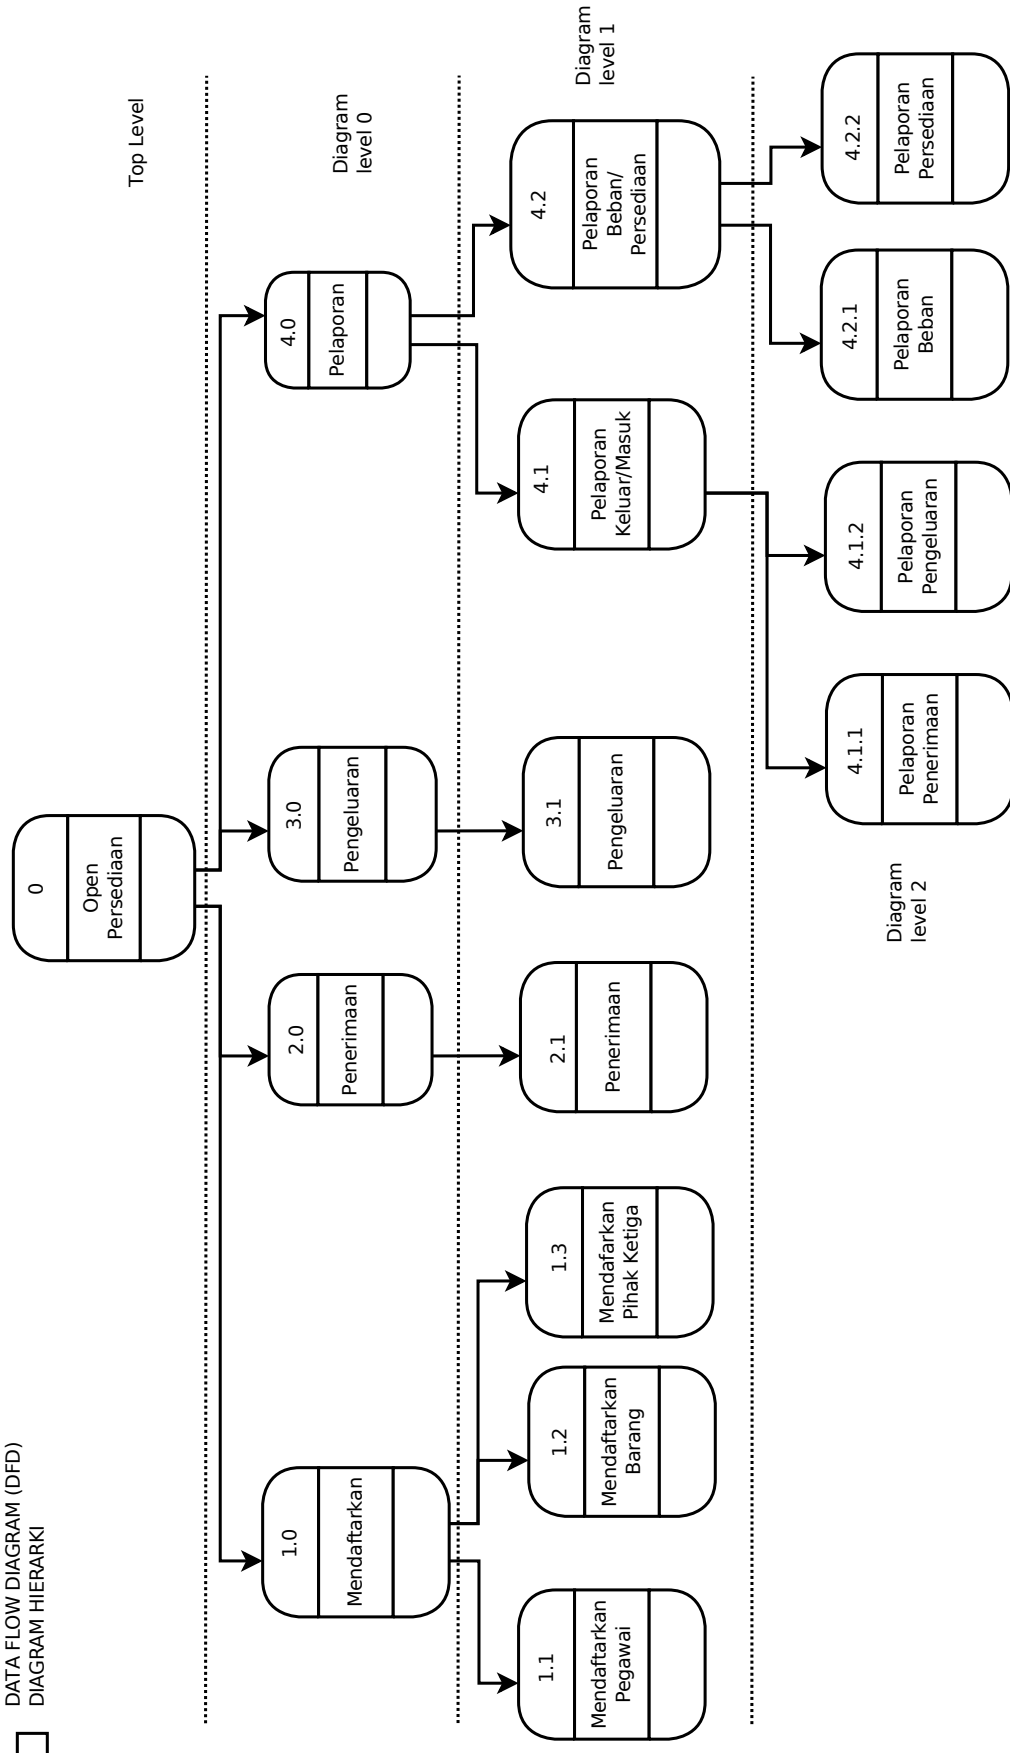 DATA FLOW DIAGRAM (DFD)
DIAGRAM HIERARKI
0
Open
Persediaan
Top Level
1.0
Mendaftarkan
2.0
Penerimaan
3.0
Pengeluaran
4.0
Pelaporan
Diagram
level 0
1.1
Mendaftarkan
Pegawai
1.2
Mendaftarkan
Barang
1.3
Mendafarkan
Pihak Ketiga
2.1
Penerimaan
3.1
Pengeluaran
4.1
Pelaporan
Keluar/Masuk
4.2
Pelaporan
Beban/
Persediaan
Diagram
level 1
Diagram
level 2
4.1.1
Pelaporan
Penerimaan
4.1.2
Pelaporan
Pengeluaran
4.2.1
Pelaporan
Beban
4.2.2
Pelaporan
Persediaan